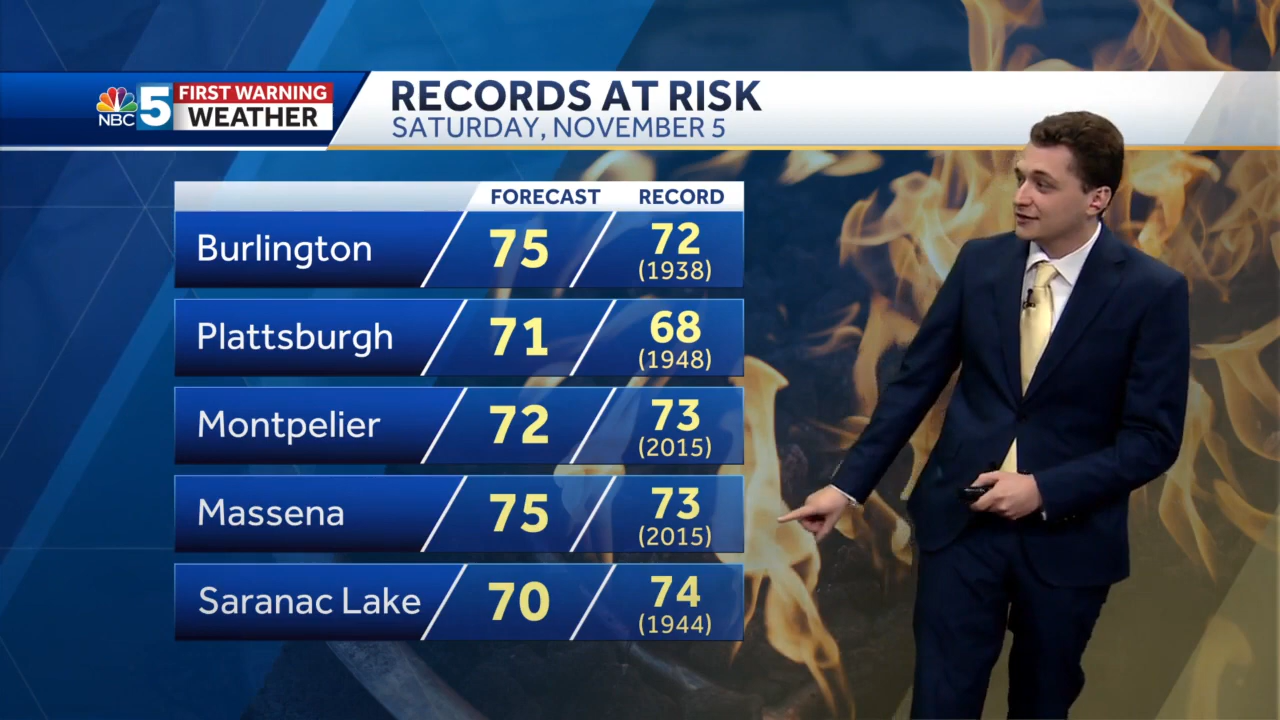 NBC 5 FIRST WARNING
WEATHER
RECORDS AT RISK
SATURDAY, NOVEMBER 5
FORECAST RECORD
Burlington 75 72
(1938)
Plattsburgh 71 68
(1948)
Montpelier 72 73
(2015)
Massena 75 73
(2015)
Saranac Lake 70 74
(1944)